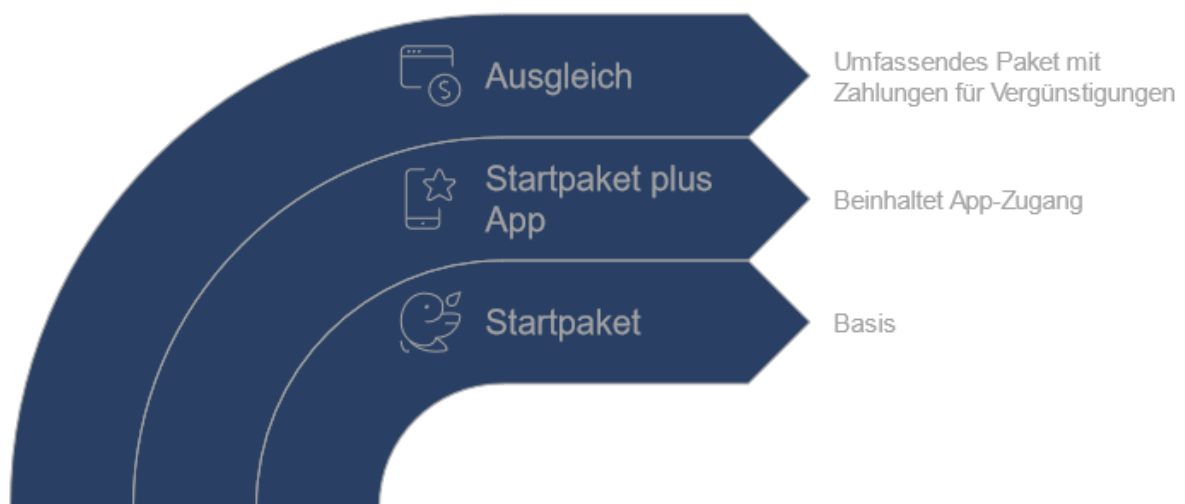 Ausgleich
Umfassendes Paket mit
Zahlungen für Vergünstigungen
Startpaket plus
App
Beinhaltet App-Zugang
Startpaket
Basis